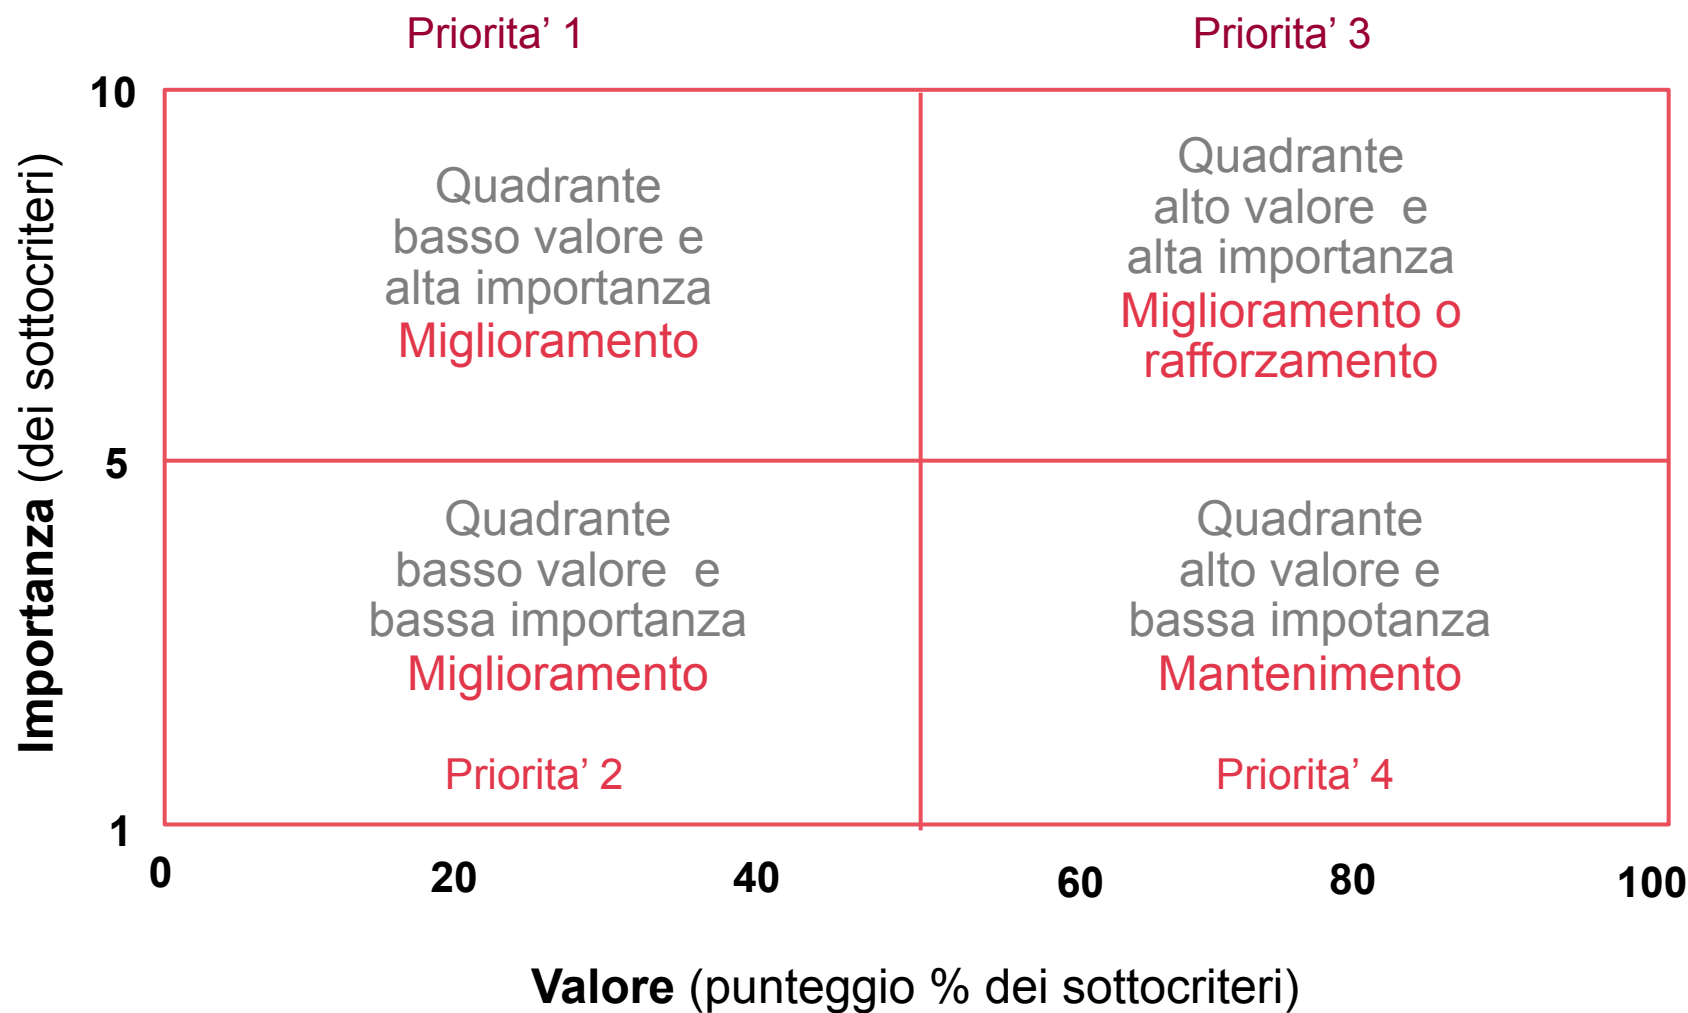 Priorita’ 1
Priorita’ 3
10
Quadrante
basso valore e
alta importanza
Miglioramento
Quadrante
alto valore  e
alta importanza
Miglioramento o
rafforzamento
Importanza (dei sottocriteri)
5
Quadrante
basso valore  e
bassa importanza
Miglioramento
Priorita’ 2
Quadrante
alto valore e
bassa impotanza
Mantenimento
Priorita’ 4
1
0 20 40 60 80 100
Valore (punteggio % dei sottocriteri)